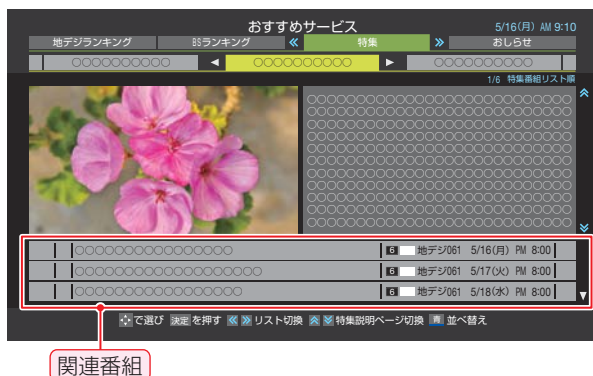 おすすめサービス 5/16(月) AM 9:10
地デジランキング BSランキング 特集 おしらせ
○○○○○○○○○○ ◀ ○○○○○○○○○○ ▶ ○○○○○○○○○○
1/6 特集番組リスト順
○○○○○○○○○○○○○○○○○○○○○○
○○○○○○○○○○○○○○○○○○○○○○
○○○○○○○○○○○○○○○○○○○○○○
○○○○○○○○○○○○○○○○○○○○○○
○○○○○○○○○○○○○○○○○○○○○○
○○○○○○○○○○○○○○○○○○○○○○
○○○○○○○○○○○○○○○○○○○○○○
○○○○○○○○○○○○○○○○○○○○○○
○○○○○○○○○○○○○○○○○○○○○○
○○○○○○○○○○○○○○○○○○○○○○
○○○○○○○○○○○○○○○○○○○○○○
○○○○○○○○○○○○○○○○ 6 地デジ061 5/16(月) PM 8:00
○○○○○○○○○○○○○○○○○○○ 6 地デジ061 5/17(火) PM 8:00
○○○○○○○○○○○○○○○○○ 6 地デジ061 5/18(水) PM 8:00
で選び 決定 を押す リスト切換 特集説明ページ切換 青 並べ替え
関連番組